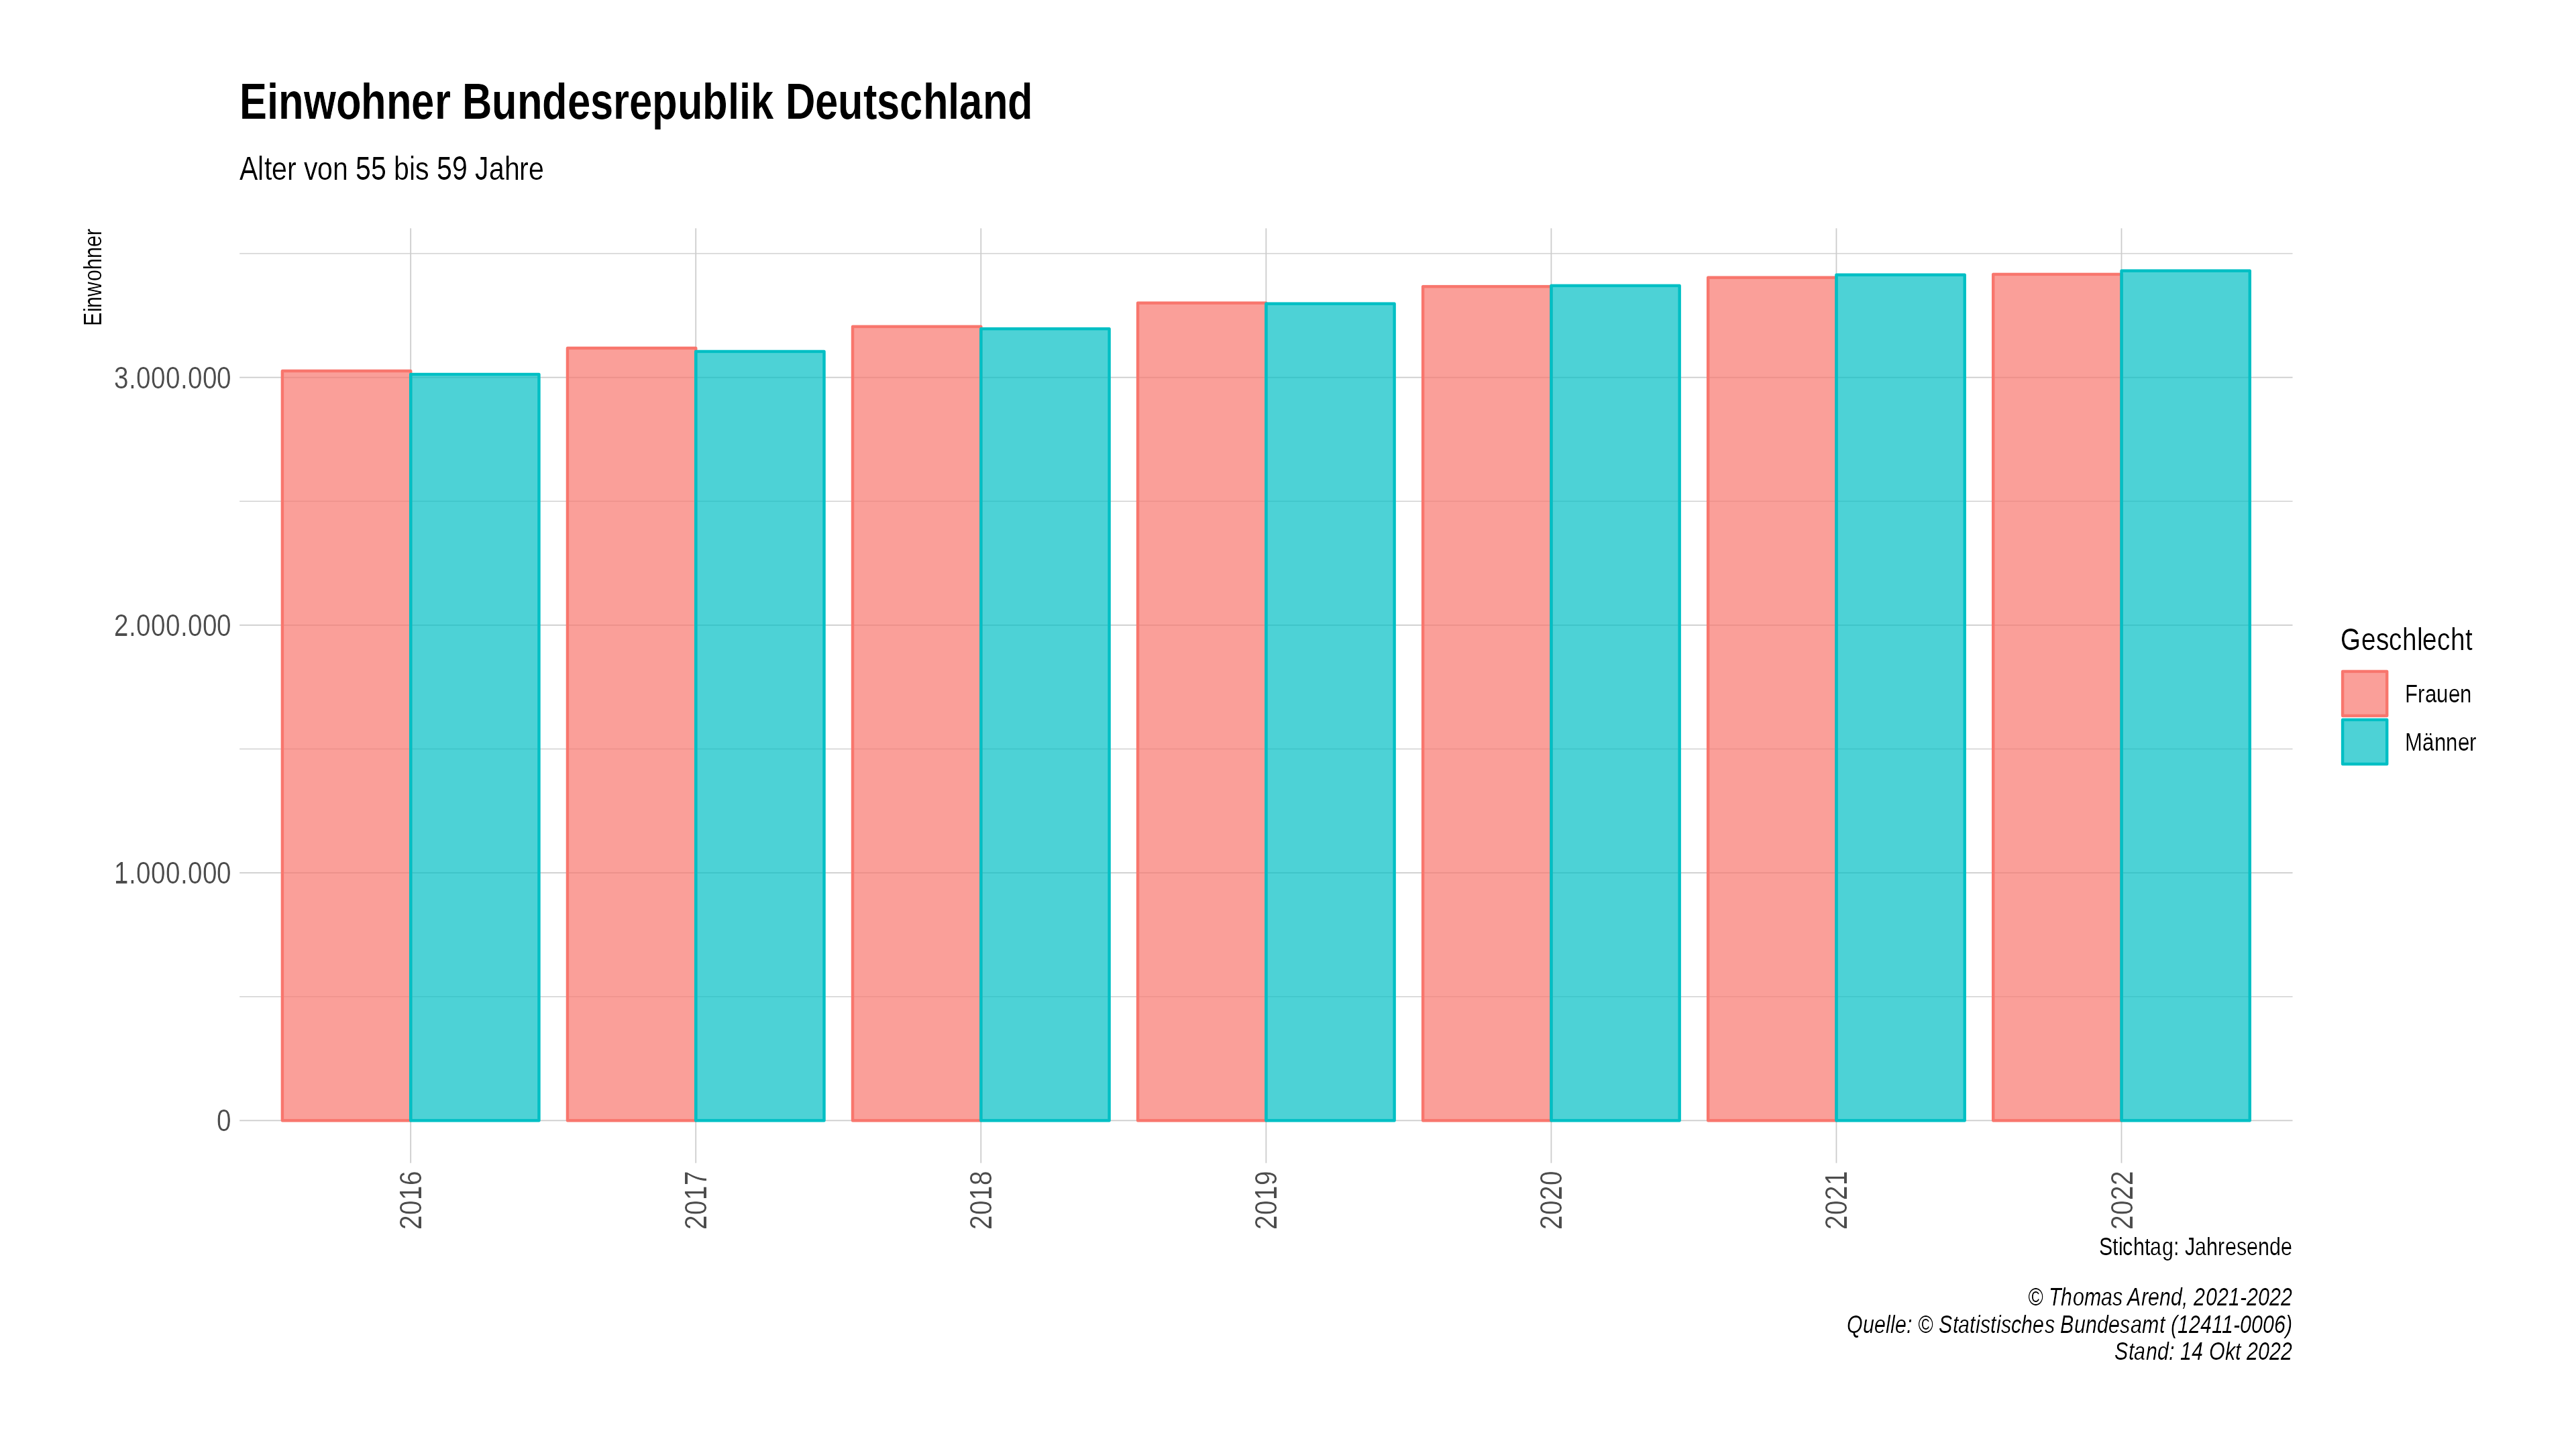 Einwohner Bundesrepublik Deutschland
Alter von 55 bis 59 Jahre
Einwohner
3.000.000
2.000.000
1.000.000
0
2016
2017
2018
2019
2020
2021
2022
Geschlecht
Frauen
Männer
Stichtag: Jahresende
© Thomas Arend, 2021-2022
Quelle: © Statistisches Bundesamt (12411-0006)
Stand: 14 Okt 2022